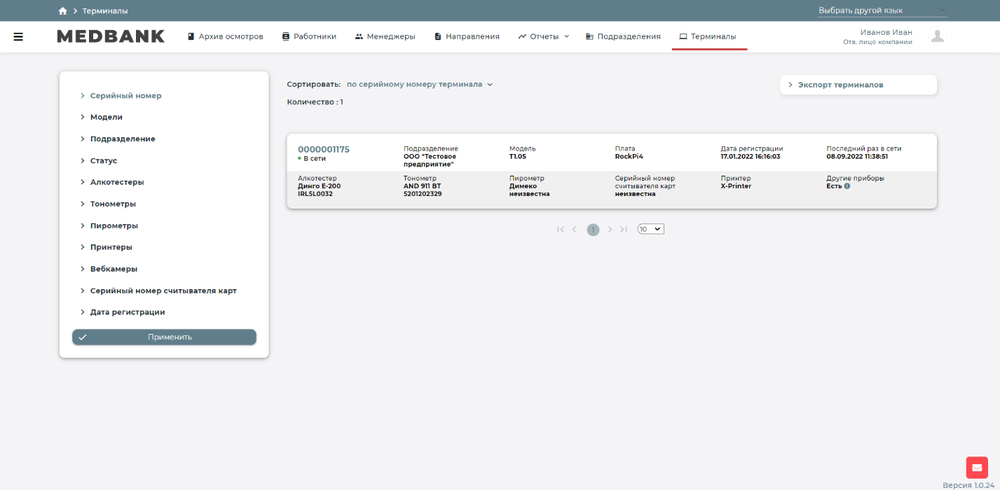 Терминалы
Выбрать другой язык
MEDBANK
Архив осмотров
Работники
Менеджеры
Направления
Отчеты
Подразделения
Терминалы
Иванов Иван
Отв. лицо компании
Серийный номер
Модели
Подразделение
Статус
Алкотестеры
Тонометры
Пирометры
Принтеры
Вебкамеры
Серийный номер считывателя карт
Дата регистрации
Применить
Сортировать: по серийному номеру терминала
Количество : 1
Экспорт терминалов
0000001175
В сети
Подразделение
ООО "Тестовое
предприятие"
Модель
T1.05
Плата
RockPi4
Дата регистрации
17.01.2022 16:16:03
Последний раз в сети
08.09.2022 11:38:51
Алкотестер
Динго Е-200
IRL5L0032
Тонометр
AND 911 BT
5201202329
Пирометр
Димеко
неизвестна
Серийный номер
считывателя карт
неизвестна
Принтер
X-Printer
Другие приборы
Есть
1
10
Версия 1.0.24